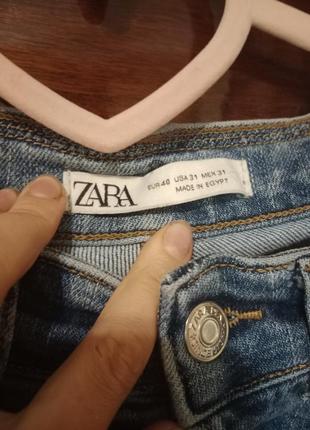 ZARA
EUR 40 USA 31 MEX 31
MADE IN EGYPT
ZARA